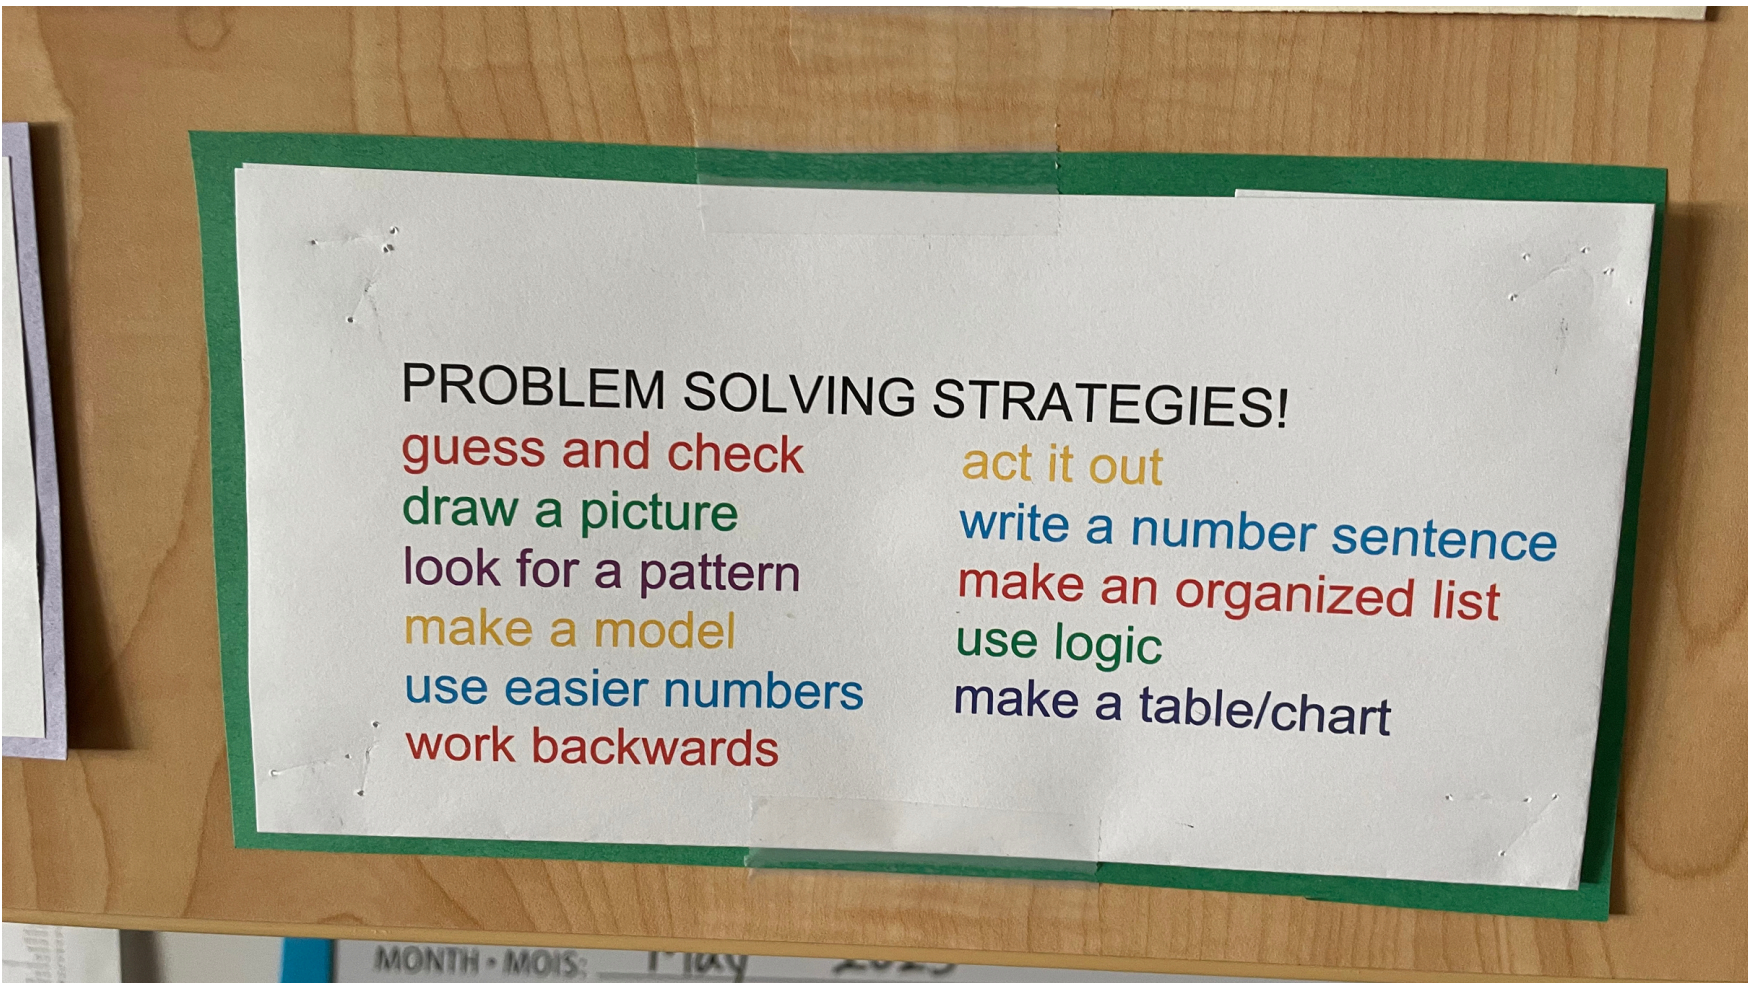 PROBLEM SOLVING STRATEGIES!
guess and check
draw a picture
look for a pattern
make a model
use easier numbers
work backwards
act it out
write a number sentence
make an organized list
use logic
make a table/chart
MONTH • MOIS: May